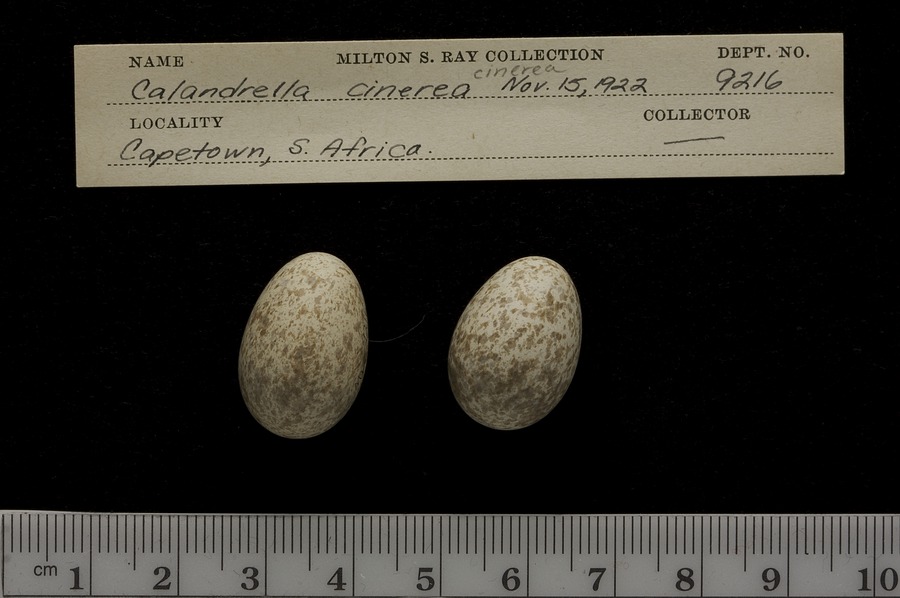 NAME MILTON S. RAY COLLECTION DEPT. NO.
cinerea
Calandrella cinerea Nov. 15, 1922 9216
LOCALITY COLLECTOR
Capetown, S. Africa. —
cm 1 2 3 4 5 6 7 8 9 10